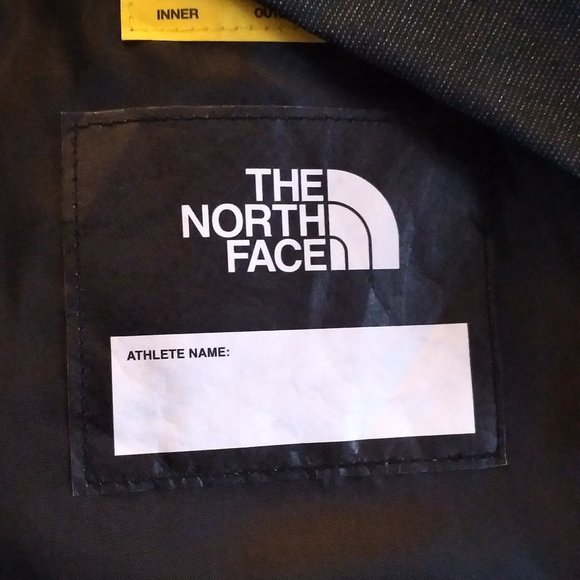 INNER
THE
NORTH
FACE
ATHLETE NAME: